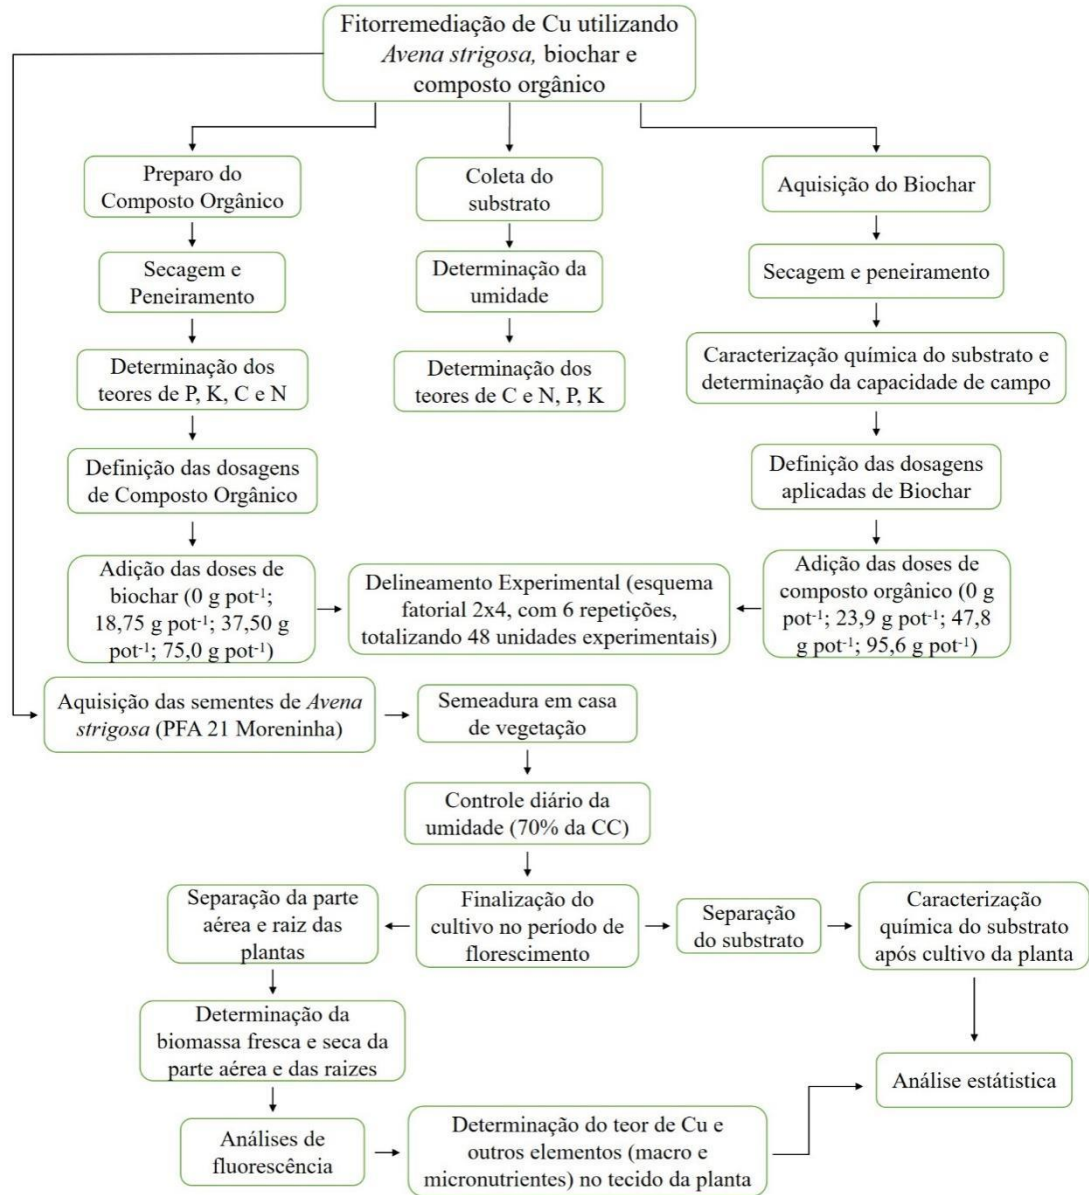 Fitorremediação de Cu utilizando
Avena strigosa, biochar e
composto orgânico
Preparo do
Composto Orgânico
Coleta do
substrato
Aquisição do Biochar
Secagem e
Peneiramento
Determinação da
umidade
Secagem e peneiramento
Determinação dos
teores de P, K, C e N
Determinação dos
teores de C e N, P, K
Caracterização química do substrato e
determinação da capacidade de campo
Definição das dosagens
de Composto Orgânico
Definição das dosagens
aplicadas de Biochar
Adição das doses de
biochar (0 g pot⁻¹;
18,75 g pot⁻¹; 37,50 g
pot⁻¹; 75,0 g pot⁻¹)
Delineamento Experimental (esquema
fatorial 2x4, com 6 repetições,
totalizando 48 unidades experimentais)
Adição das doses de
composto orgânico (0 g
pot⁻¹; 23,9 g pot⁻¹; 47,8
g pot⁻¹; 95,6 g pot⁻¹)
Aquisição das sementes de Avena
strigosa (PFA 21 Moreninha)
Semeadura em casa
de vegetação
Controle diário da
umidade (70% da CC)
Separação da parte
aérea e raiz das
plantas
Finalização do
cultivo no período de
florescimento
Separação
do substrato
Caracterização
química do substrato
após cultivo da planta
Determinação da
biomassa fresca e seca da
parte aérea e das raizes
Análise estátistica
Análises de
fluorescência
Determinação do teor de Cu e
outros elementos (macro e
micronutrientes) no tecido da planta